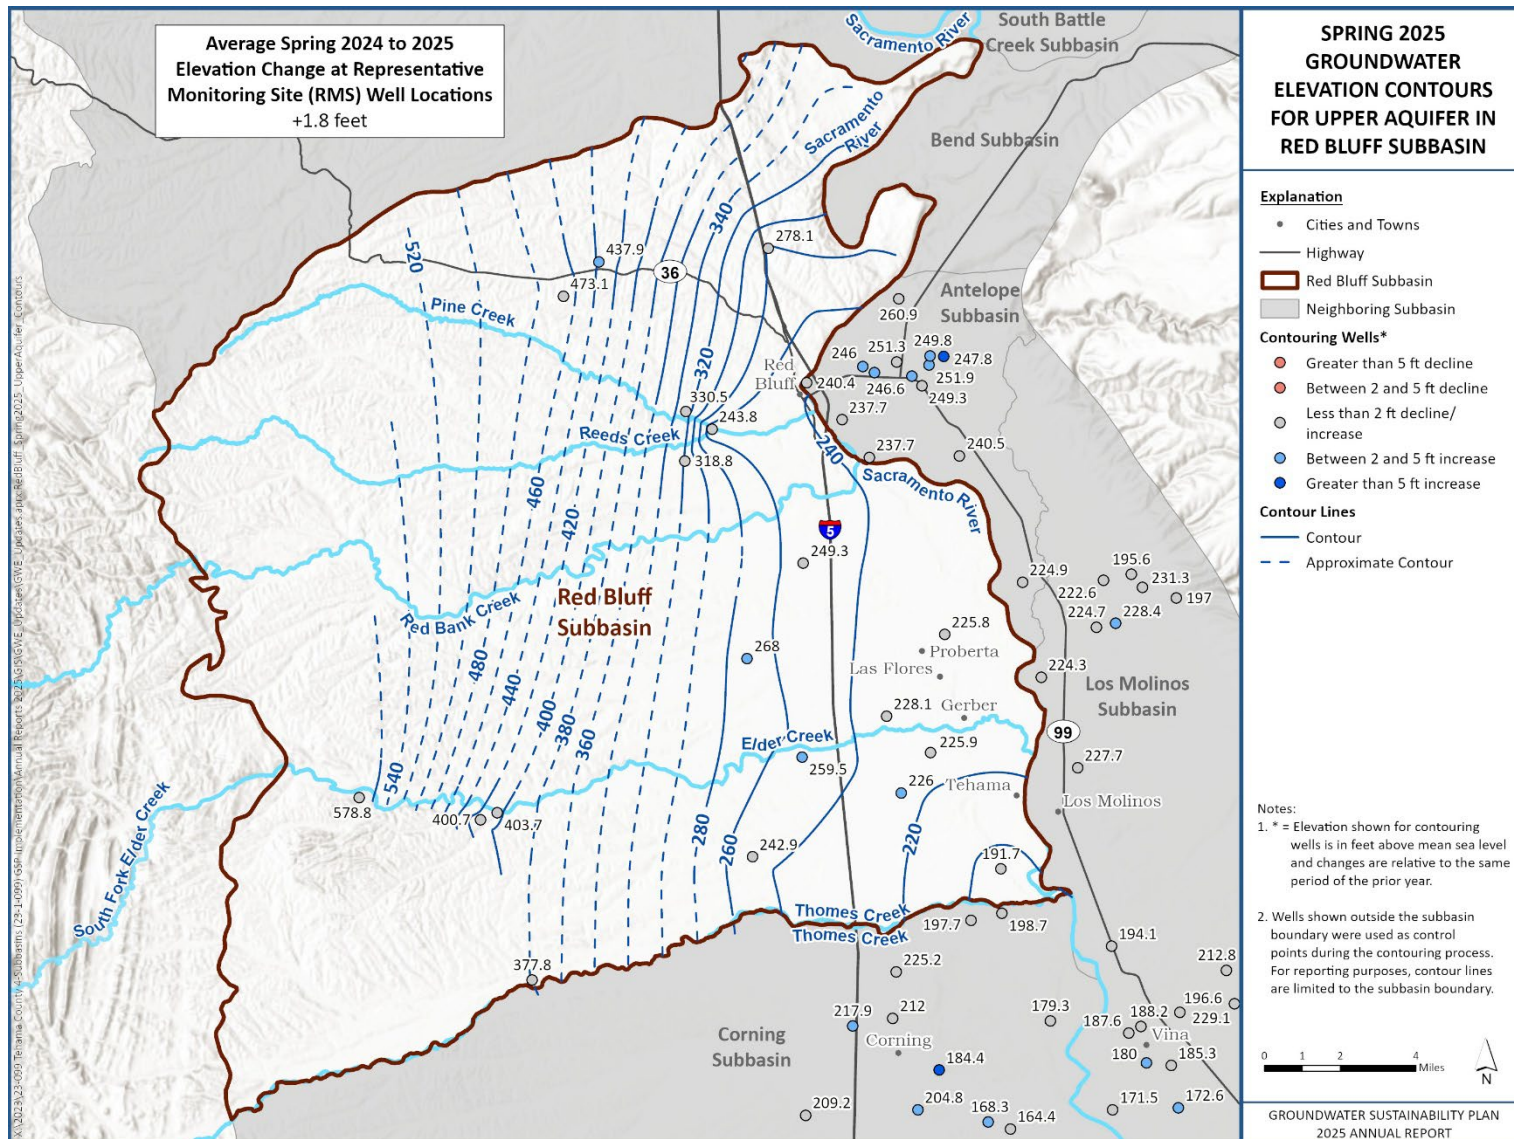 Average Spring 2024 to 2025
Elevation Change at Representative
Monitoring Site (RMS) Well Locations
+1.8 feet
SPRING 2025
GROUNDWATER
ELEVATION CONTOURS
FOR UPPER AQUIFER IN
RED BLUFF SUBBASIN
Explanation
Cities and Towns
Highway
Red Bluff Subbasin
Neighboring Subbasin
Contouring Wells*
Greater than 5 ft decline
Between 2 and 5 ft decline
Less than 2 ft decline/
increase
Between 2 and 5 ft increase
Greater than 5 ft increase
Contour Lines
Contour
Approximate Contour
Notes:
1. * = Elevation shown for contouring
wells is in feet above mean sea level
and changes are relative to the same
period of the prior year.
2. Wells shown outside the subbasin
boundary were used as control
points during the contouring process.
For reporting purposes, contour lines
are limited to the subbasin boundary.
0 1 2 4
Miles
N
GROUNDWATER SUSTAINABILITY PLAN
2025 ANNUAL REPORT
Sacramento River
South Battle
Creek Subbasin
Bend Subbasin
Sacramento
River
340
520
437.9
278.1
36
473.1
Pine Creek
Antelope
Subbasin
260.9
320
246
251.3
249.8
247.8
Red
Bluff
240.4
246.6
251.9
249.3
330.5
243.8
237.7
Reeds Creek
240
237.7
240.5
318.8
Sacramento
River
460
420
5
249.3
224.9
195.6
222.6
231.3
197
224.7
228.4
Red Bank Creek
Red Bluff
Subbasin
225.8
Proberta
268
Las Flores
224.3
480
440
400
380
360
Los Molinos
Subbasin
228.1
Gerber
99
Elder Creek
225.9
227.7
540
259.5
226
Tehama
Los Molinos
578.8
400.7
403.7
280
260
220
242.9
191.7
South Fork Elder Creek
Thomes Creek
Thomes Creek
197.7
198.7
194.1
377.8
225.2
212.8
217.9
212
179.3
187.6
188.2
196.6
229.1
Corning
Subbasin
Corning
Vina
184.4
180
185.3
209.2
204.8
168.3
164.4
171.5
172.6